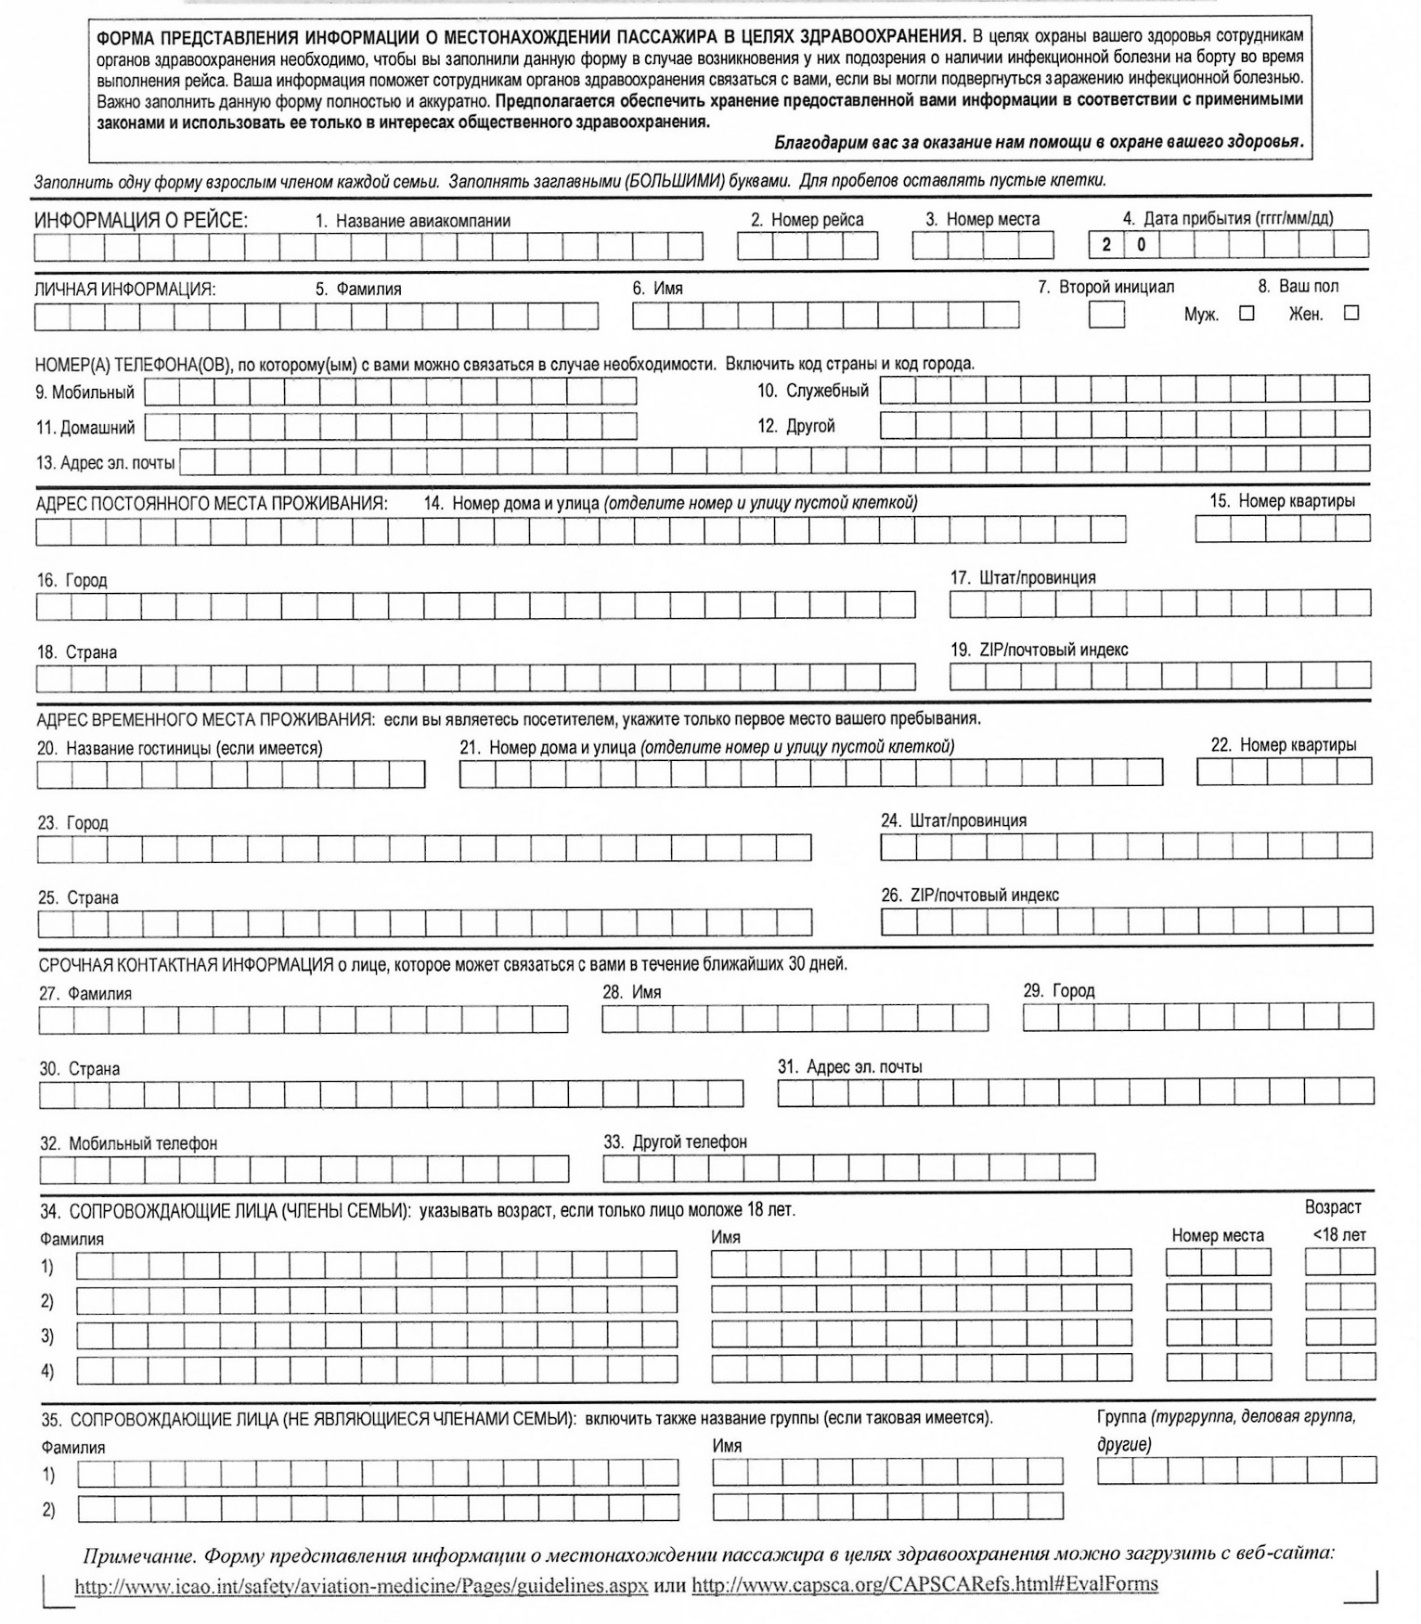 ФОРМА ПРЕДСТАВЛЕНИЯ ИНФОРМАЦИИ О МЕСТОНАХОЖДЕНИИ ПАССАЖИРА В ЦЕЛЯХ ЗДРАВООХРАНЕНИЯ. В целях охраны вашего здоровья сотрудникам
органов здравоохранения необходимо, чтобы вы заполнили данную форму в случае возникновения у них подозрения о наличии инфекционной болезни на борту во время
выполнения рейса. Ваша информация поможет сотрудникам органов здравоохранения связаться с вами, если вы могли подвергнуться заражению инфекционной болезнью.
Важно заполнить данную форму полностью и аккуратно. Предполагается обеспечить хранение предоставленной вами информации в соответствии с применимыми
законами и использовать ее только в интересах общественного здравоохранения.
Благодарим вас за оказание нам помощи в охране вашего здоровья.
Заполнить одну форму взрослым членом каждой семьи. Заполнять заглавными (БОЛЬШИМИ) буквами. Для пробелов оставлять пустые клетки.
ИНФОРМАЦИЯ О РЕЙСЕ: 1. Название авиакомпании 2. Номер рейса 3. Номер места 4. Дата прибытия (гггг/мм/дд)
2 0
ЛИЧНАЯ ИНФОРМАЦИЯ: 5. Фамилия 6. Имя 7. Второй инициал 8. Ваш пол
Муж. Жен.
НОМЕР(А) ТЕЛЕФОНА(ОВ), по которому(ым) с вами можно связаться в случае необходимости. Включить код страны и код города.
9. Мобильный 10. Служебный
11. Домашний 12. Другой
13. Адрес эл. почты
АДРЕС ПОСТОЯННОГО МЕСТА ПРОЖИВАНИЯ: 14. Номер дома и улица (отделите номер и улицу пустой клеткой) 15. Номер квартиры
16. Город 17. Штат/провинция
18. Страна 19. ZIP/почтовый индекс
АДРЕС ВРЕМЕННОГО МЕСТА ПРОЖИВАНИЯ: если вы являетесь посетителем, укажите только первое место вашего пребывания.
20. Название гостиницы (если имеется) 21. Номер дома и улица (отделите номер и улицу пустой клеткой) 22. Номер квартиры
23. Город 24. Штат/провинция
25. Страна 26. ZIP/почтовый индекс
СРОЧНАЯ КОНТАКТНАЯ ИНФОРМАЦИЯ о лице, которое может связаться с вами в течение ближайших 30 дней.
27. Фамилия 28. Имя 29. Город
30. Страна 31. Адрес эл. почты
32. Мобильный телефон 33. Другой телефон
34. СОПРОВОЖДАЮЩИЕ ЛИЦА (ЧЛЕНЫ СЕМЬИ): указывать возраст, если только лицо моложе 18 лет. Возраст
Фамилия Имя Номер места <18 лет
1)
2)
3)
4)
35. СОПРОВОЖДАЮЩИЕ ЛИЦА (НЕ ЯВЛЯЮЩИЕСЯ ЧЛЕНАМИ СЕМЬИ): включить также название группы (если таковая имеется). Группа (тургруппа, деловая группа,
Фамилия Имя другие)
1)
2)
Примечание. Форму представления информации о местонахождении пассажира в целях здравоохранения можно загрузить с веб-сайта:
http://www.icao.int/safety/aviation-medicine/Pages/guidelines.aspx или http://www.capsca.org/CAPSCARefs.html#EvalForms